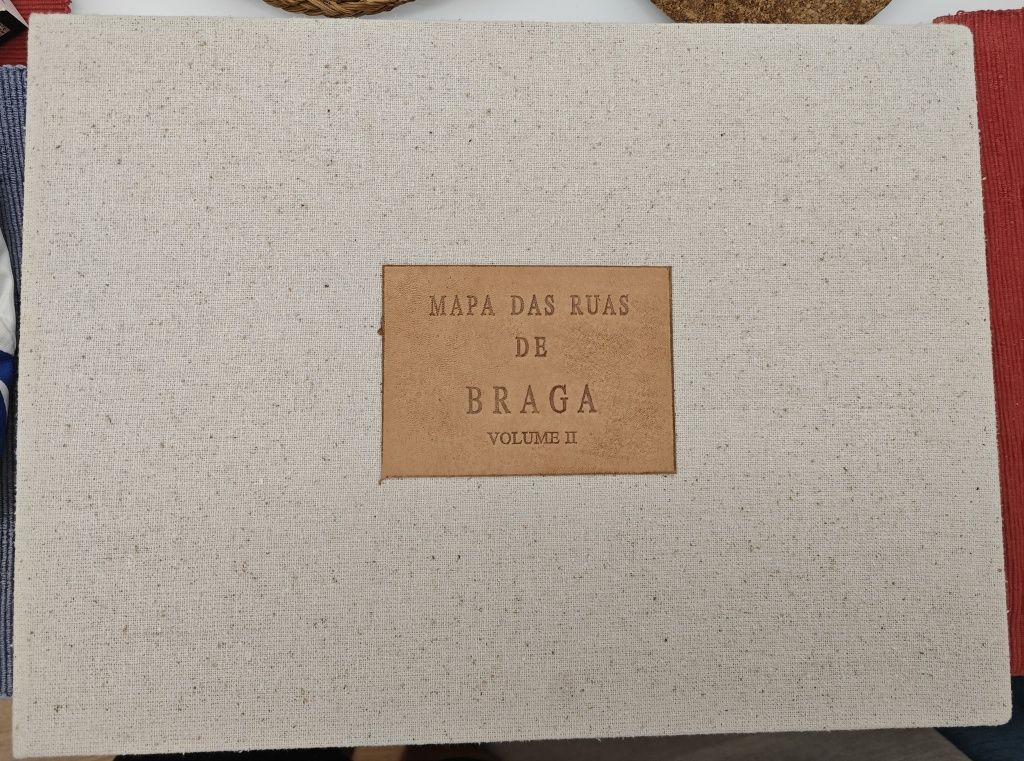 MAPA DAS RUAS
DE
BRAGA
VOLUME II